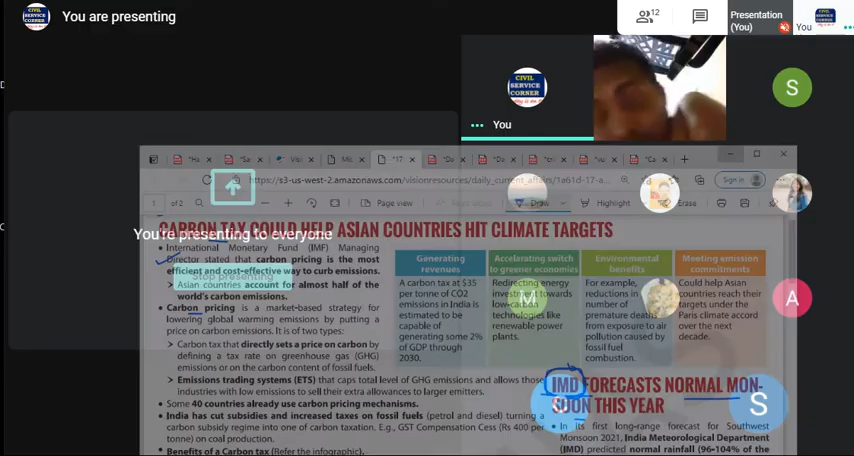 You are presenting
12
Presentation
(You)
You
CIVIL
SERVICE
CORNER
You
S
1 of 2
https://s3-us-west-2.amazonaws.com/visionresources/daily_current_affairs/1a61d-17-a...
Sign in
Page view
Draw
Highlight
Erase
CARBON TAX COULD HELP ASIAN COUNTRIES HIT CLIMATE TARGETS
You're presenting to everyone
Stop presenting
• International Monetary Fund (IMF) Managing
Director stated that carbon pricing is the most
efficient and cost-effective way to curb emissions.
> Asian countries account for almost half of the
world's carbon emissions.
• Carbon pricing is a market-based strategy for
lowering global warming emissions by putting a
price on carbon emissions. It is of two types:
> Carbon tax that directly sets a price on carbon by
defining a tax rate on greenhouse gas (GHG)
emissions or on the carbon content of fossil fuels.
> Emissions trading systems (ETS) that caps total level of GHG emissions and allows those
industries with low emissions to sell their extra allowances to larger emitters.
• Some 40 countries already use carbon pricing mechanisms.
• India has cut subsidies and increased taxes on fossil fuels (petrol and diesel) turning a
carbon subsidy regime into one of carbon taxation. E.g., GST Compensation Cess (Rs 400 per
tonne) on coal production.
• Benefits of a Carbon tax (Refer the infographic).
Generating
revenues
A carbon tax at $35
per tonne of CO2
emissions in India is
estimated to be
capable of
generating some 2%
of GDP through
2030.
Accelarating switch
to greener economies
Redirecting energy
investment towards
low-carbon
technologies like
renewable power
plants.
Environmental
benefits
For example,
reductions in
number of
premature deaths
from exposure to air
pollution caused by
fossil fuel
combustion.
Meeting emission
commitments
Could help Asian
countries reach their
targets under the
Paris climate accord
over the next
decade.
M
A
IMD FORECASTS NORMAL MON-
SOON THIS YEAR
S
S
• In its first long-range forecast for Southwest
Monsoon 2021, India Meteorological Department
(IMD) predicted normal rainfall (96-104% of the